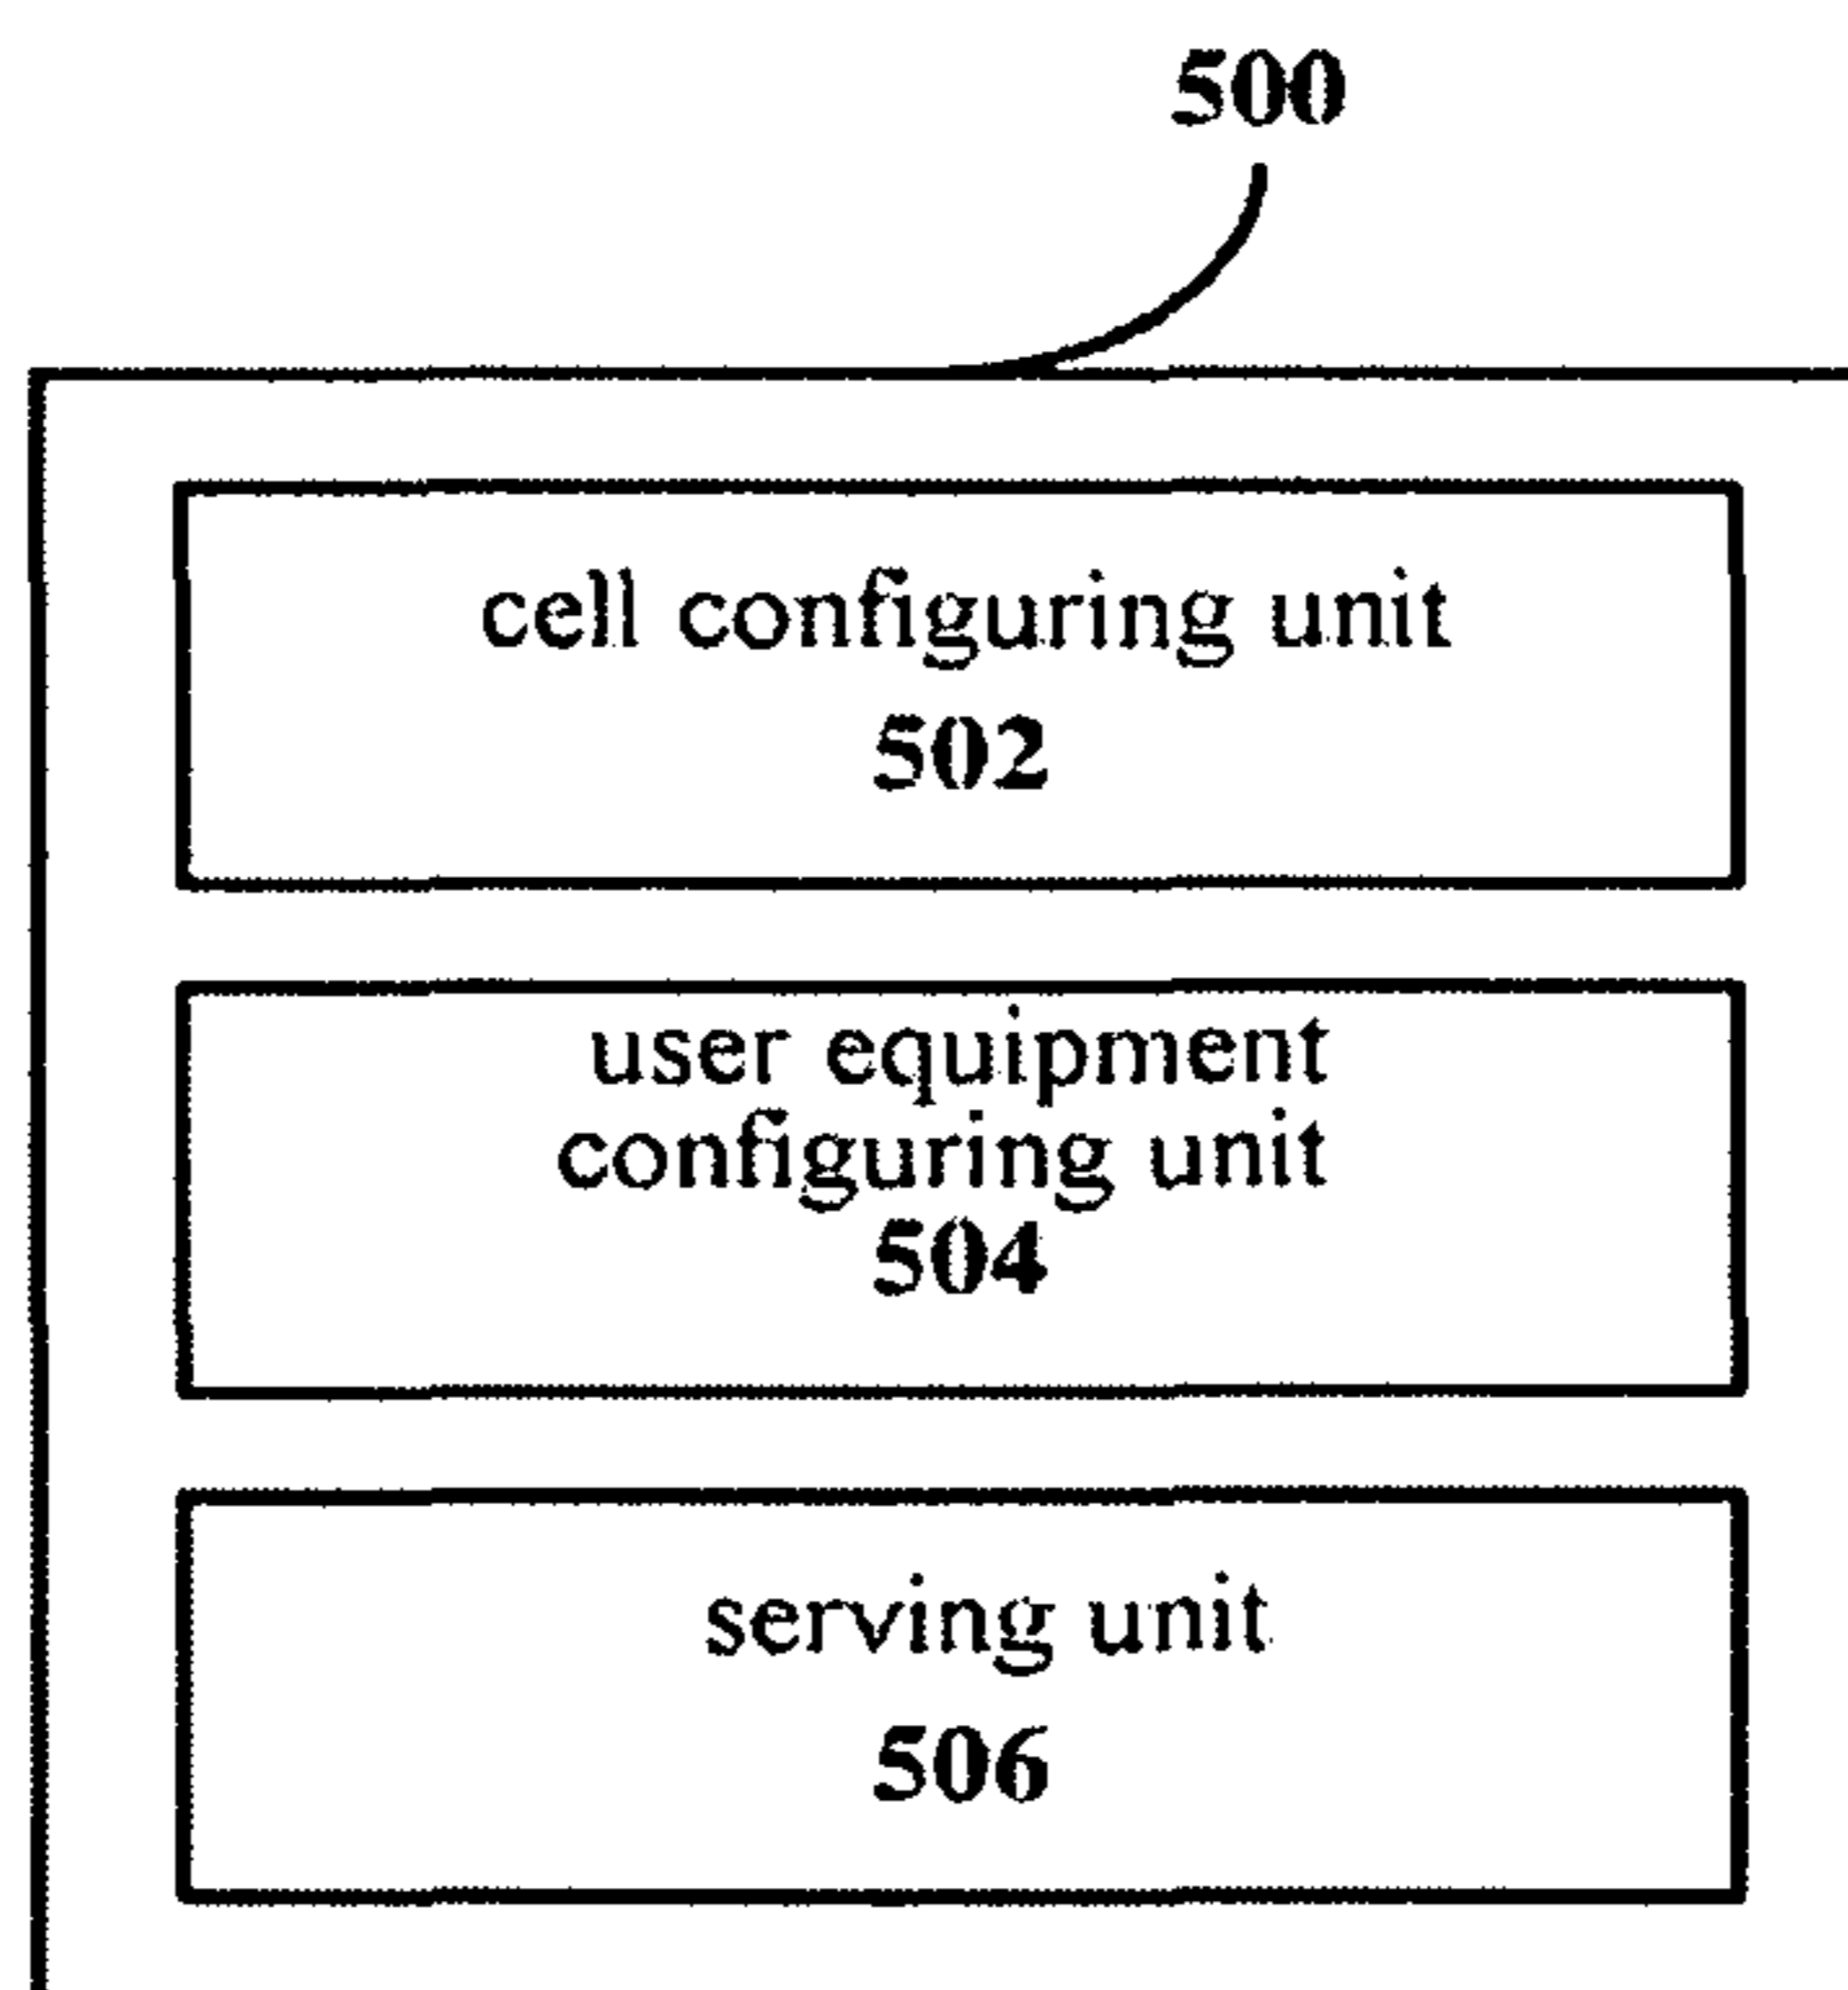 500
cell configuring unit
502
user equipment
configuring unit
504
serving unit
506